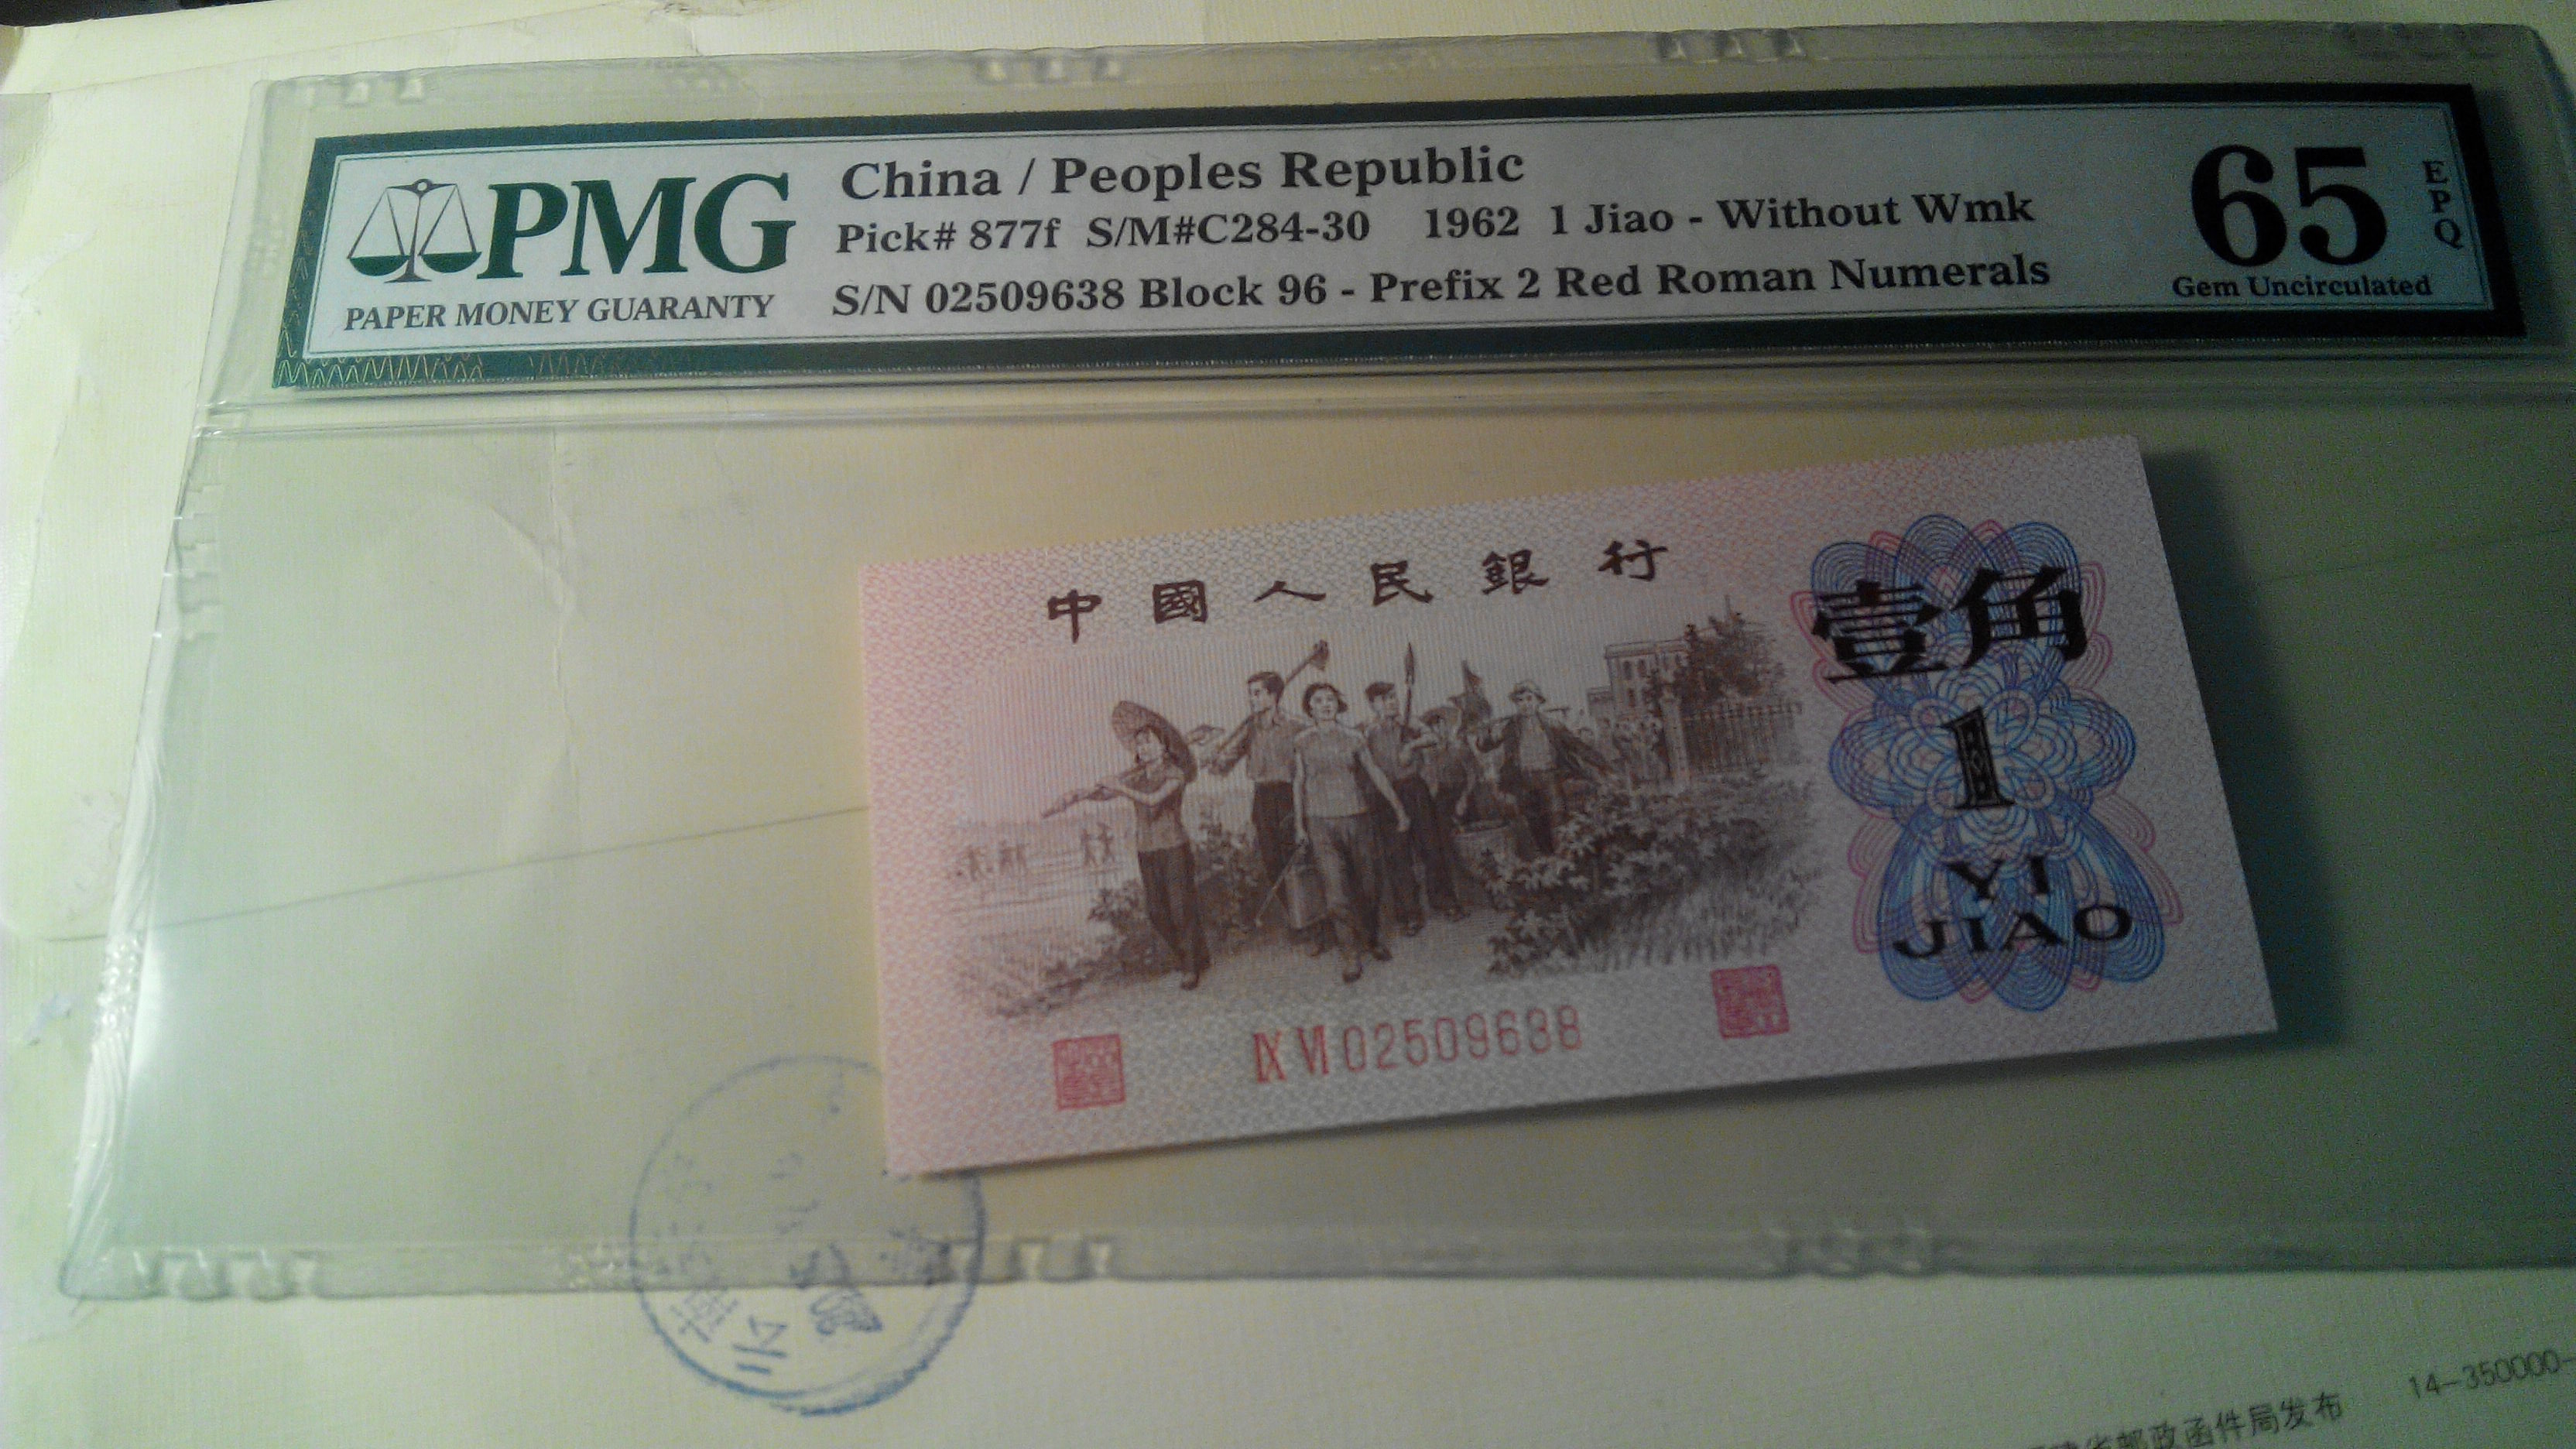 PMG
PAPER MONEY GUARANTY
China / Peoples Republic
Pick# 877f S/M#C284-30 1962 1 Jiao - Without Wmk
S/N 02509638 Block 96 - Prefix 2 Red Roman Numerals
65
EPQ
Gem Uncirculated
中國人民銀行
壹角
1
YI
JIAO
IX VI 02509638
14-350000-
省邮政函件局发布